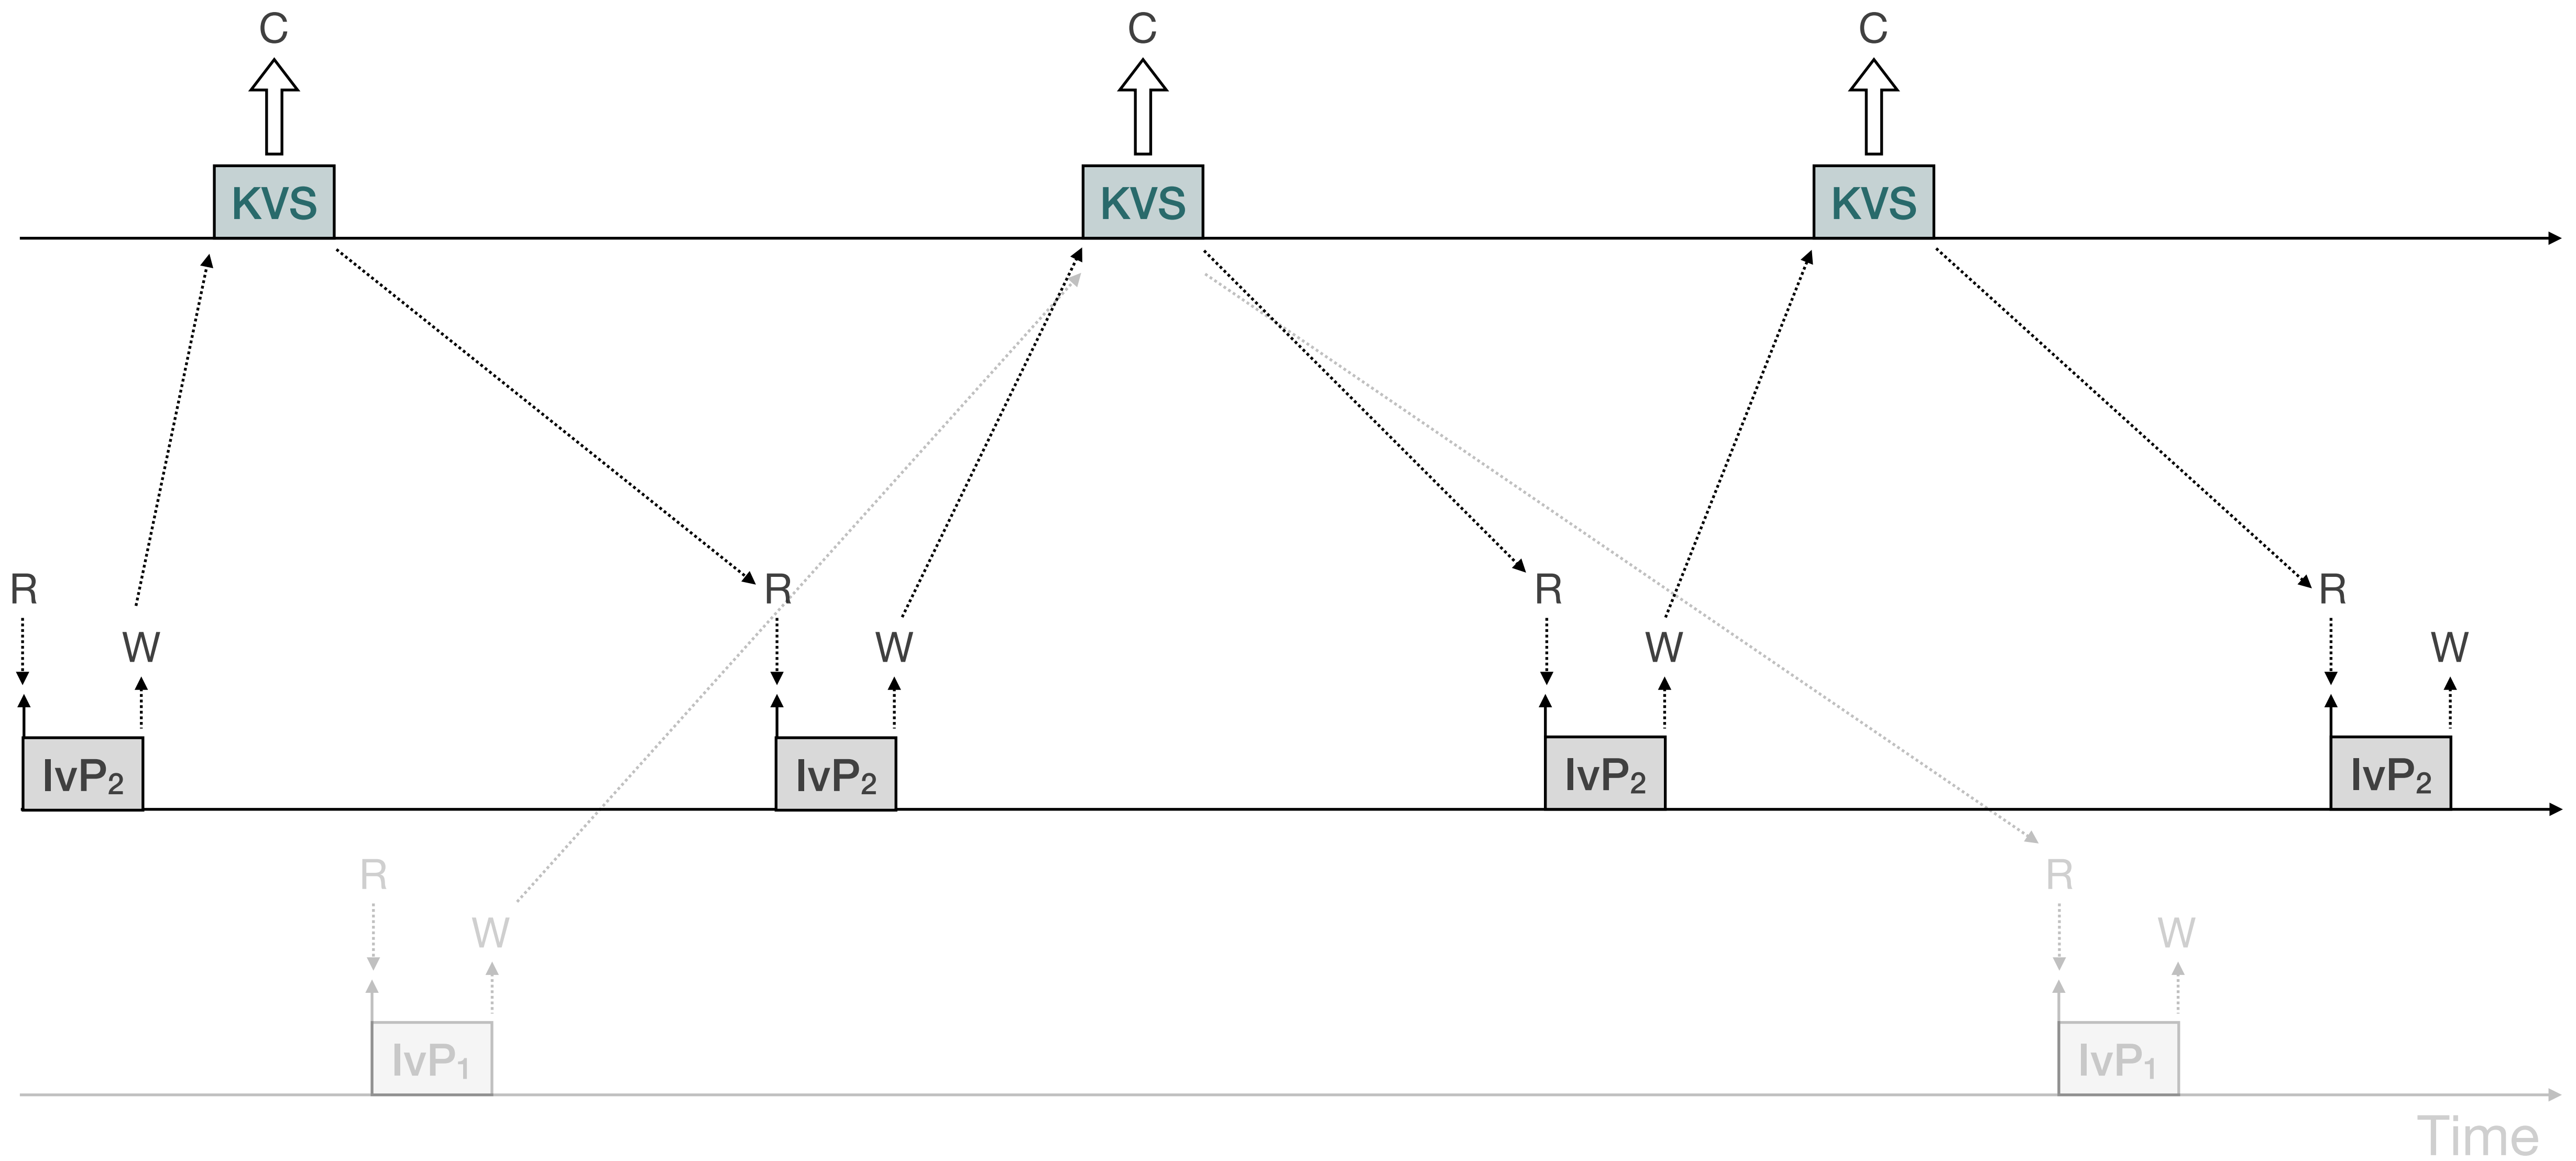 C C C
KVS KVS KVS
R R R R
W W W W
IvP₂ IvP₂ IvP₂ IvP₂
R R
W W
IvP₁ IvP₁
Time